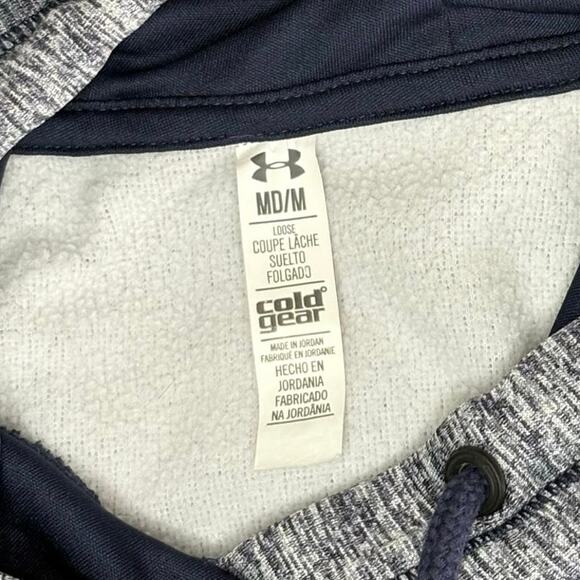 MD/M
LOOSE
COUPE LÂCHE
SUELTO
FOLGADO
cold
gear
MADE IN JORDAN
FABRIQUÉ EN JORDANIE
HECHO EN
JORDANIA
FABRICADO
NA JORDÂNIA